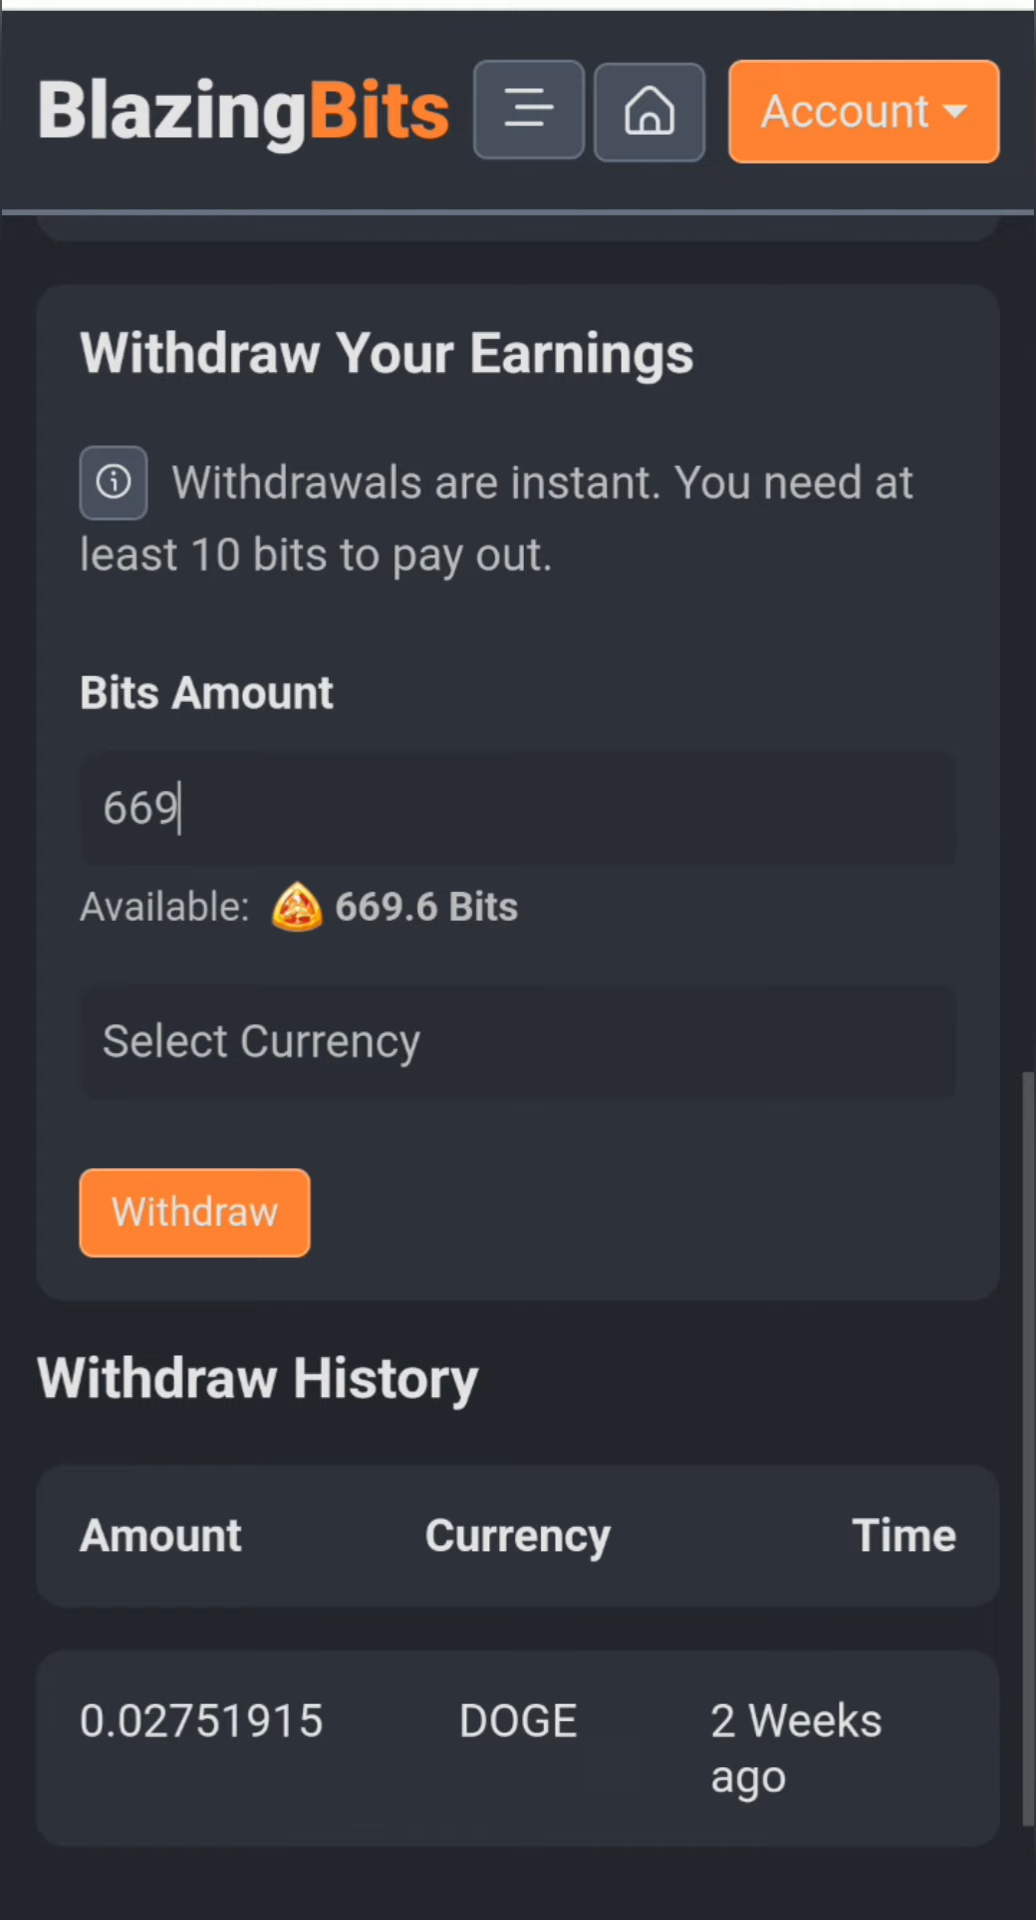 BlazingBits Account
Withdraw Your Earnings
Withdrawals are instant. You need at
least 10 bits to pay out.
Bits Amount
669
Available: 669.6 Bits
Select Currency
Withdraw
Withdraw History
Amount Currency Time
0.02751915 DOGE 2 Weeks
ago